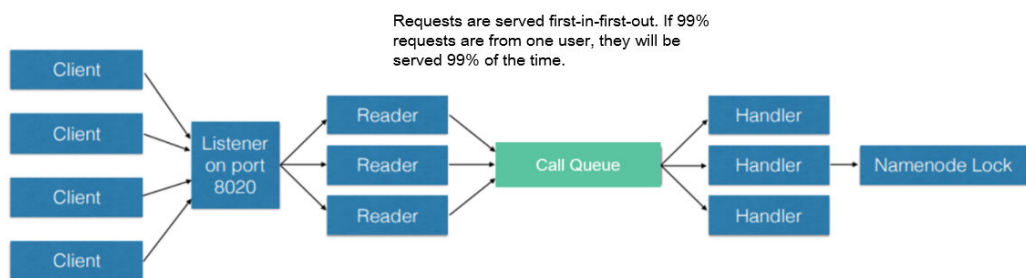 Requests are served first-in-first-out. If 99%
requests are from one user, they will be
served 99% of the time.
Client
Client
Client
Client
Listener
on port
8020
Reader
Reader
Reader
Call Queue
Handler
Handler
Handler
Namenode Lock